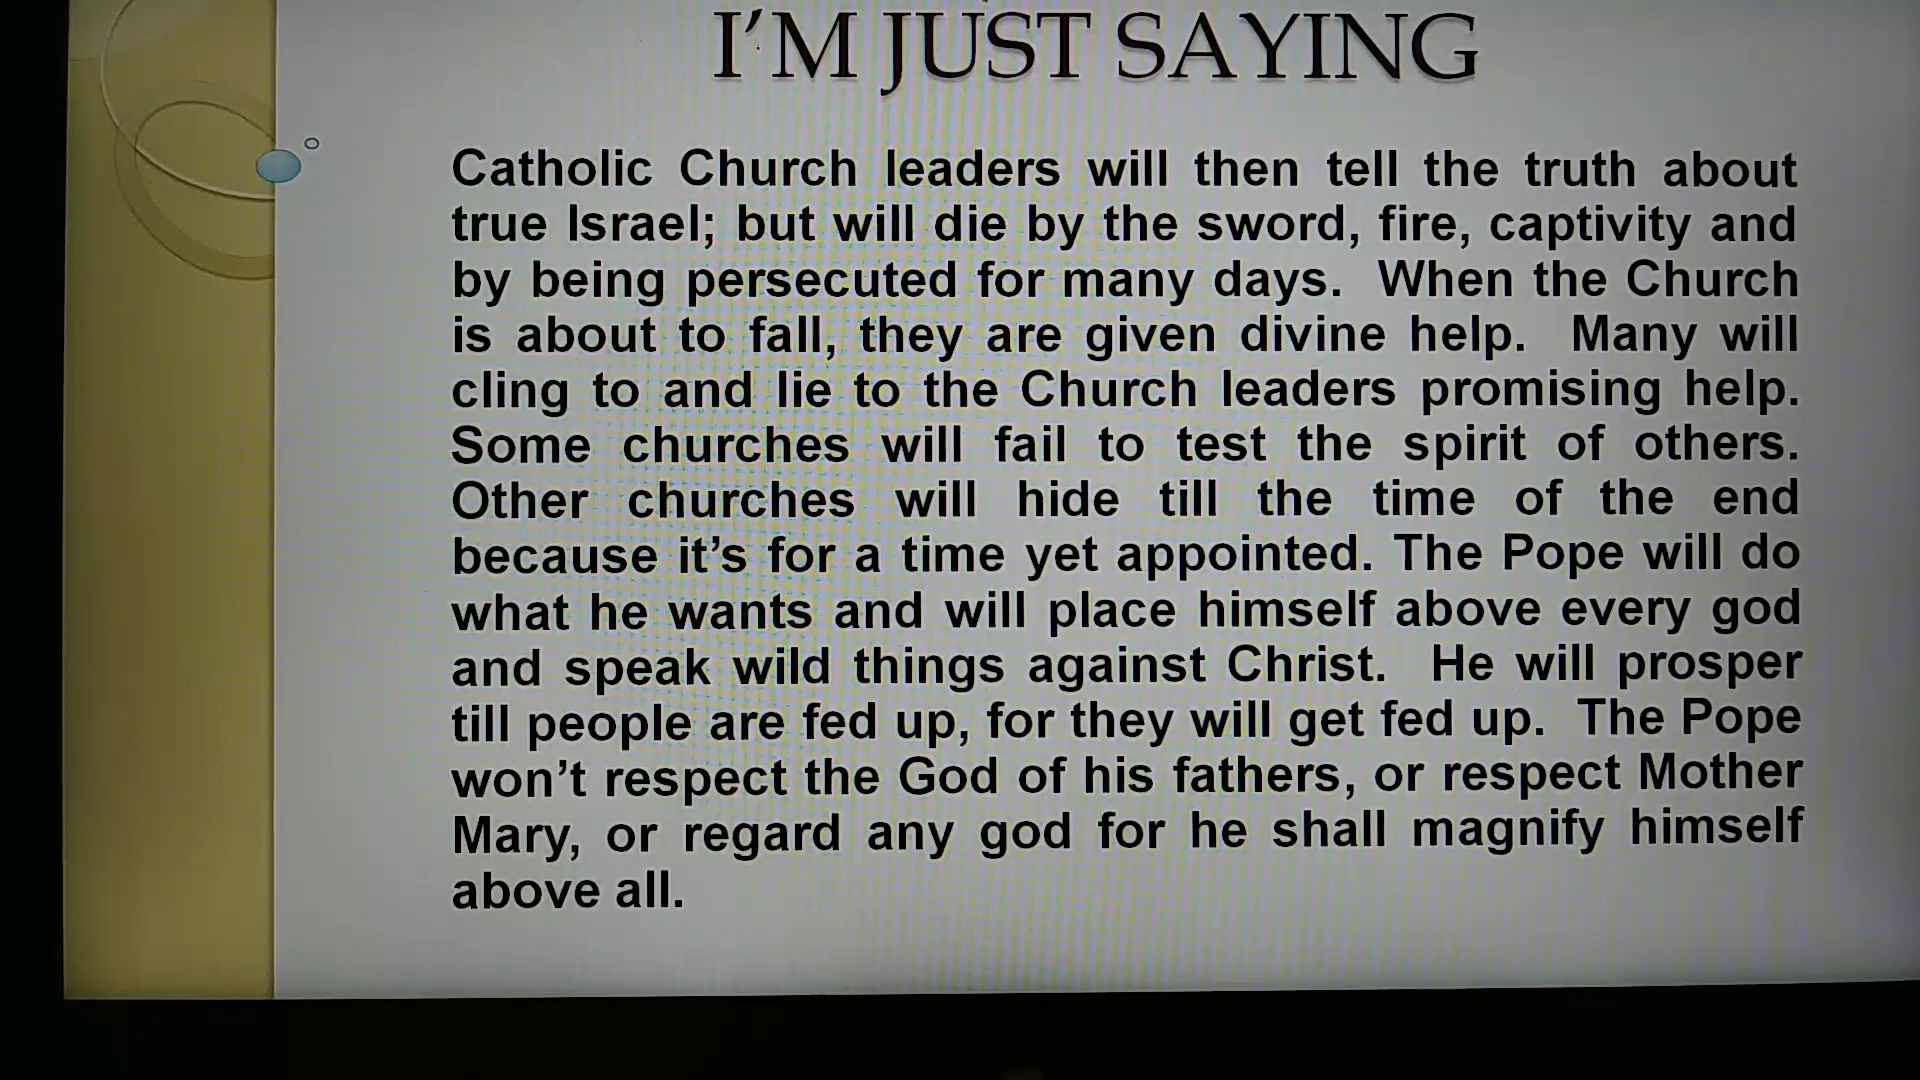 I'M JUST SAYING
Catholic Church leaders will then tell the truth about
true Israel; but will die by the sword, fire, captivity and
by being persecuted for many days.  When the Church
is about to fall, they are given divine help.  Many will
cling to and lie to the Church leaders promising help.
Some churches will fail to test the spirit of others.
Other churches will hide till the time of the end
because it's for a time yet appointed. The Pope will do
what he wants and will place himself above every god
and speak wild things against Christ.  He will prosper
till people are fed up, for they will get fed up.  The Pope
won't respect the God of his fathers, or respect Mother
Mary, or regard any god for he shall magnify himself
above all.